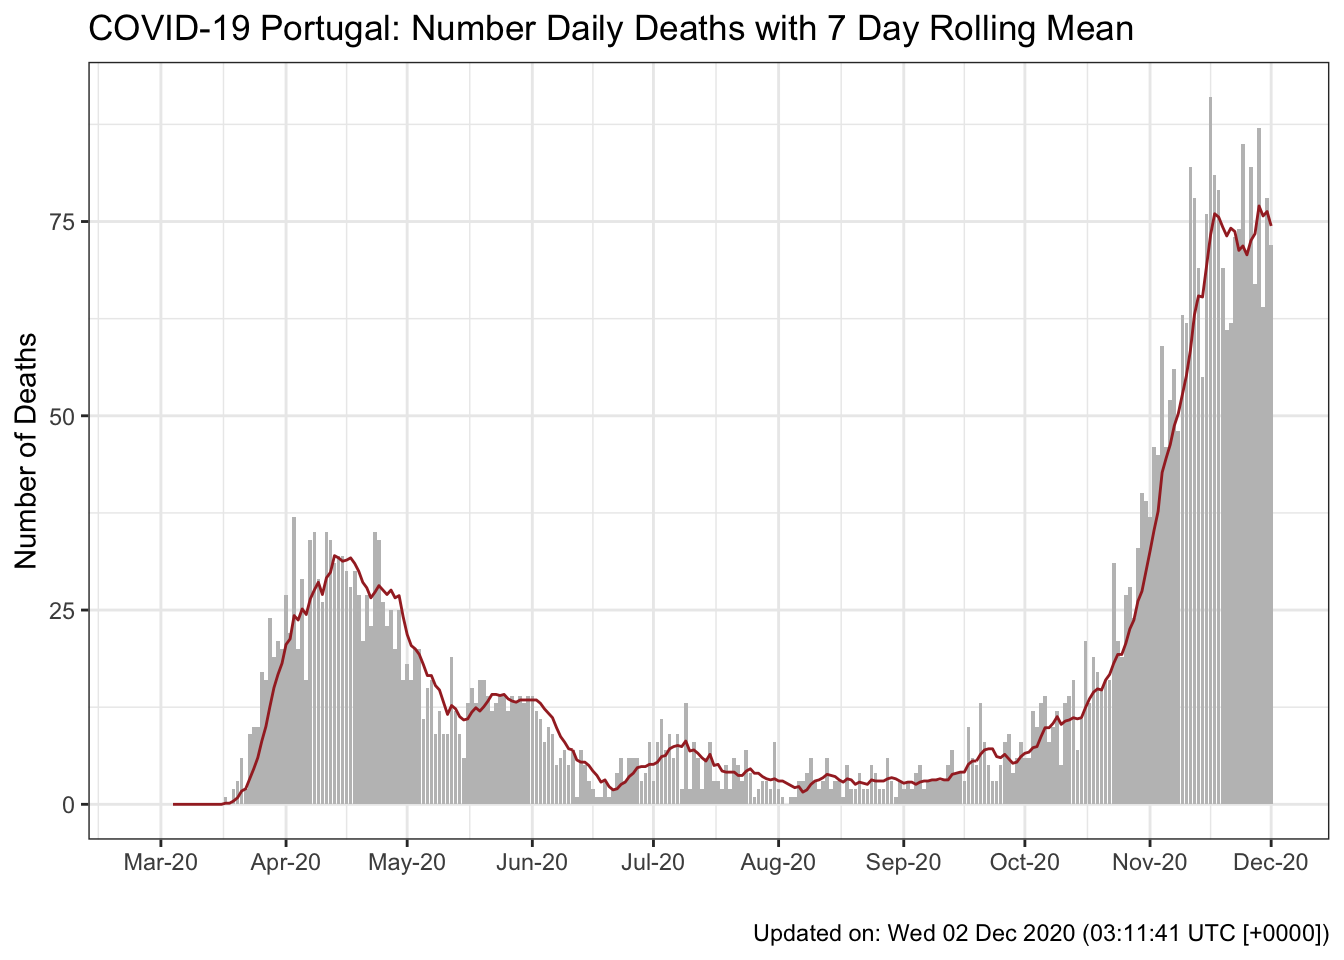 COVID-19 Portugal: Number Daily Deaths with 7 Day Rolling Mean
Number of Deaths
75
50
25
0
Mar-20 Apr-20 May-20 Jun-20 Jul-20 Aug-20 Sep-20 Oct-20 Nov-20 Dec-20
Updated on: Wed 02 Dec 2020 (03:11:41 UTC [+0000])